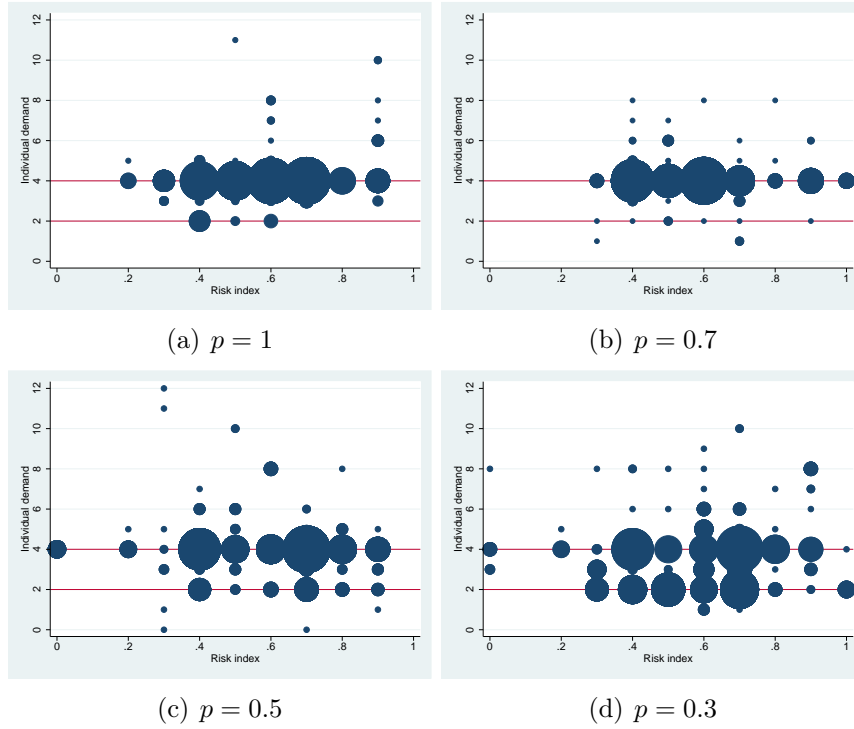 Individual demand
12
10
8
6
4
2
0
0 .2 .4 .6 .8 1
Risk index
(a) p = 1
Individual demand
12
10
8
6
4
2
0
0 .2 .4 .6 .8 1
Risk index
(b) p = 0.7
Individual demand
12
10
8
6
4
2
0
0 .2 .4 .6 .8 1
Risk index
(c) p = 0.5
Individual demand
12
10
8
6
4
2
0
0 .2 .4 .6 .8 1
Risk index
(d) p = 0.3